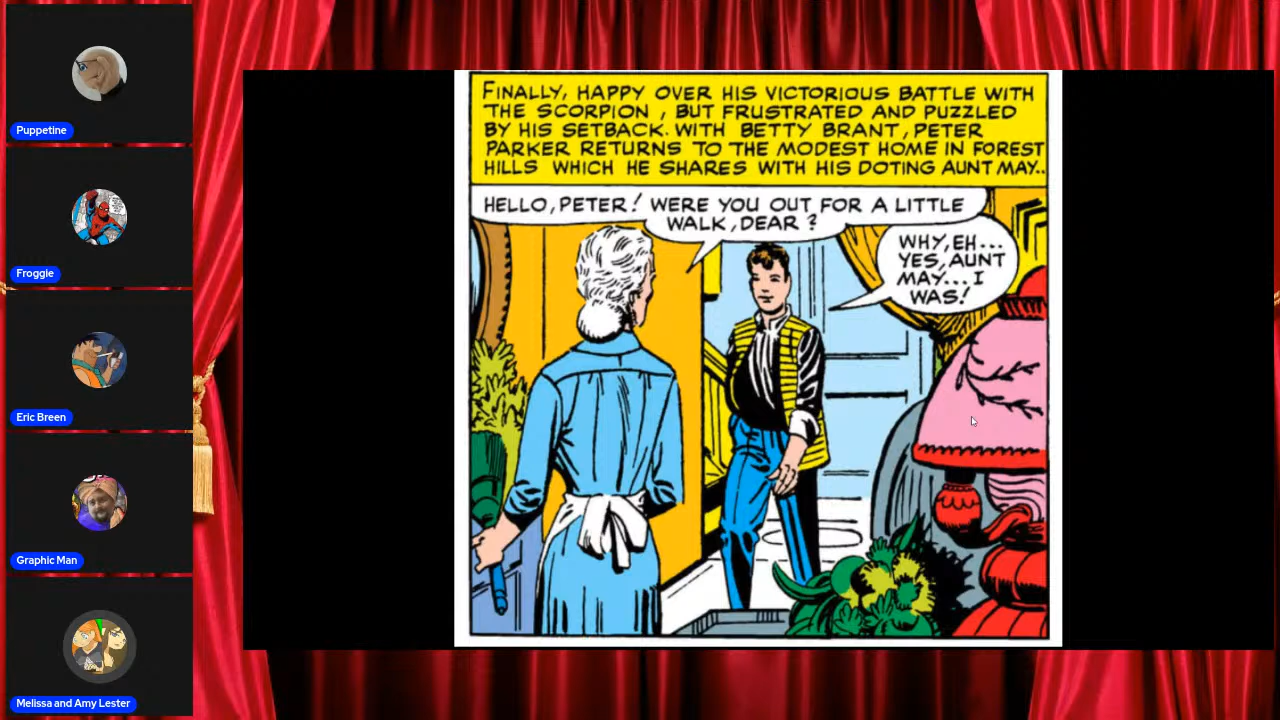 Puppetine
Froggie
Eric Breen
Graphic Man
Melissa and Amy Lester
FINALLY, HAPPY OVER HIS VICTORIOUS BATTLE WITH
THE SCORPION , BUT FRUSTRATED AND PUZZLED
BY HIS SETBACK. WITH BETTY BRANT, PETER
PARKER RETURNS TO THE MODEST HOME IN FOREST
HILLS WHICH HE SHARES WITH HIS DOTING AUNT MAY..
HELLO, PETER! WERE YOU OUT FOR A LITTLE
WALK, DEAR ?
WHY, EH...
YES, AUNT
MAY... I
WAS!